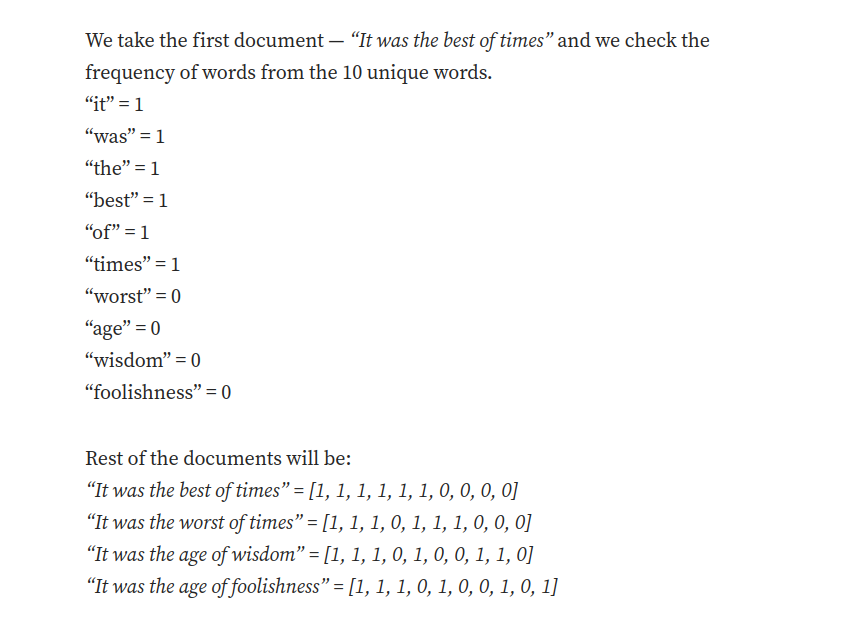 We take the first document — “It was the best of times” and we check the
frequency of words from the 10 unique words.
“it” = 1
“was” = 1
“the” = 1
“best” = 1
“of” = 1
“times” = 1
“worst” = 0
“age” = 0
“wisdom” = 0
“foolishness” = 0
Rest of the documents will be:
“It was the best of times” = [1, 1, 1, 1, 1, 1, 0, 0, 0, 0]
“It was the worst of times” = [1, 1, 1, 0, 1, 1, 1, 0, 0, 0]
“It was the age of wisdom” = [1, 1, 1, 0, 1, 0, 0, 1, 1, 0]
“It was the age of foolishness” = [1, 1, 1, 0, 1, 0, 0, 1, 0, 1]